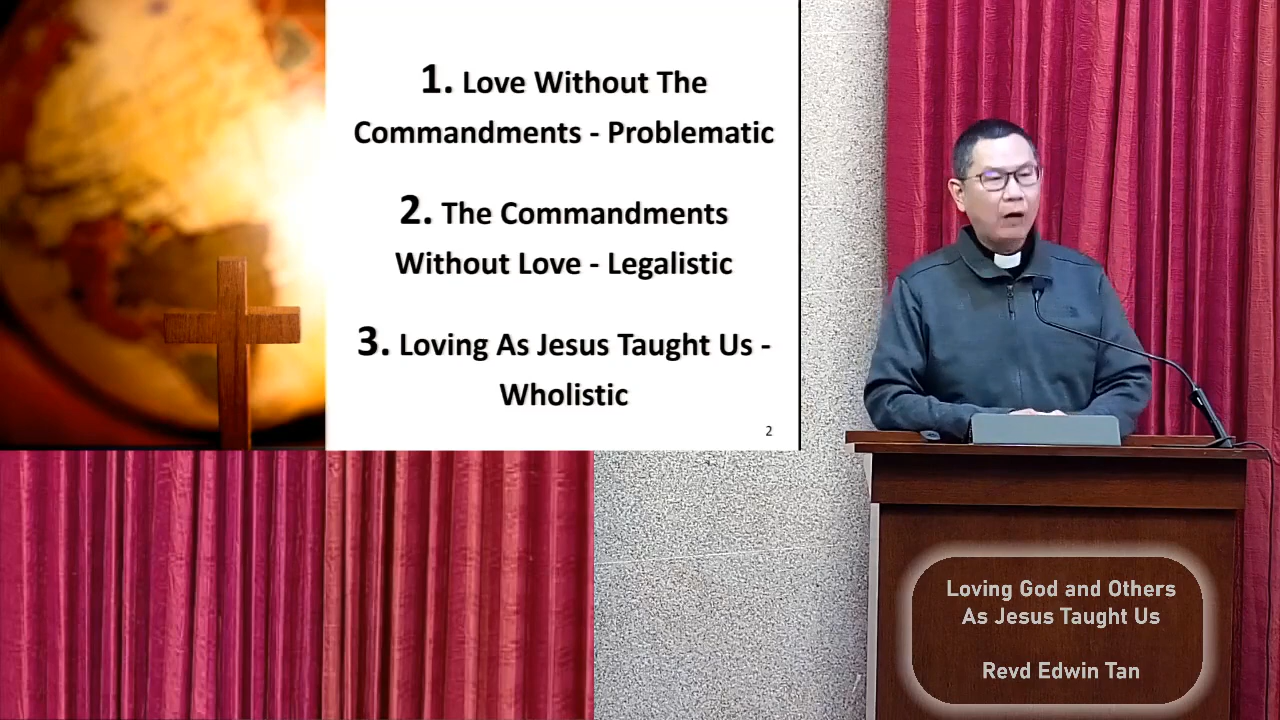 1. Love Without The
Commandments - Problematic
2. The Commandments
Without Love - Legalistic
3. Loving As Jesus Taught Us -
Wholistic
2
Loving God and Others
As Jesus Taught Us
Revd Edwin Tan